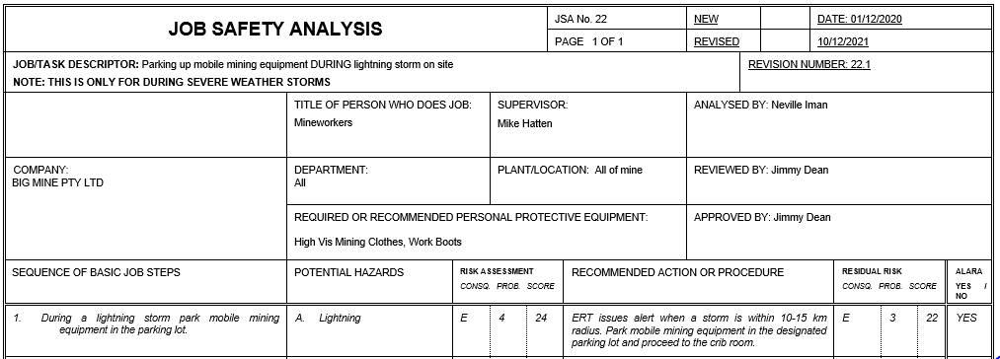 JOB SAFETY ANALYSIS
JSA No. 22
NEW
DATE: 01/12/2020
PAGE 1 OF 1
REVISED
10/12/2021
JOB/TASK DESCRIPTOR: Parking up mobile mining equipment DURING lightning storm on site
NOTE: THIS IS ONLY FOR DURING SEVERE WEATHER STORMS
REVISION NUMBER: 22.1
TITLE OF PERSON WHO DOES JOB:
Mineworkers
SUPERVISOR:
Mike Hatten
ANALYSED BY: Neville Iman
COMPANY:
BIG MINE PTY LTD
DEPARTMENT:
All
PLANT/LOCATION: All of mine
REVIEWED BY: Jimmy Dean
REQUIRED OR RECOMMENDED PERSONAL PROTECTIVE EQUIPMENT:
High Vis Mining Clothes, Work Boots
APPROVED BY: Jimmy Dean
SEQUENCE OF BASIC JOB STEPS
POTENTIAL HAZARDS
RISK ASSESSMENT
CONSQ. PROB. SCORE
RECOMMENDED ACTION OR PROCEDURE
RESIDUAL RISK
CONSQ. PROB. SCORE
ALARA
YES /
NO
1. During a lightning storm park mobile mining
equipment in the parking lot.
A. Lightning
E 4 24
ERT issues alert when a storm is within 10-15 km
radius. Park mobile mining equipment in the designated
parking lot and proceed to the crib room.
E 3 22
YES